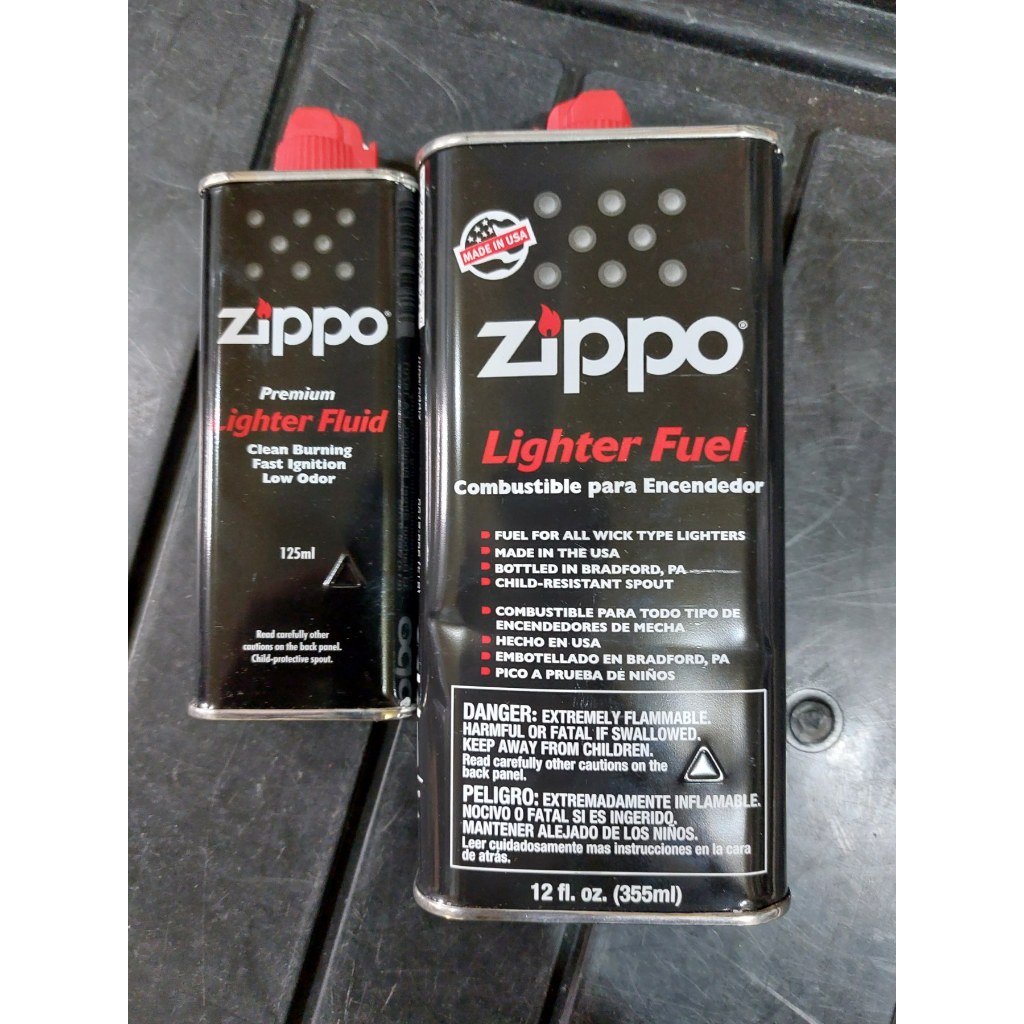 zippo®
Premium
Lighter Fluid
Clean Burning
Fast Ignition
Low Odor
125ml
Read carefully other
cautions on the back panel.
Child-protective spout.
MADE IN USA
zippo®
Lighter Fuel
Combustible para Encendedor
FUEL FOR ALL WICK TYPE LIGHTERS
MADE IN THE USA
BOTTLED IN BRADFORD, PA
CHILD-RESISTANT SPOUT
COMBUSTIBLE PARA TODO TIPO DE
ENCENDEDORES DE MECHA
HECHO EN USA
EMBOTELLADO EN BRADFORD, PA
PICO A PRUEBA DE NIÑOS
DANGER: EXTREMELY FLAMMABLE.
HARMFUL OR FATAL IF SWALLOWED.
KEEP AWAY FROM CHILDREN.
Read carefully other cautions on the
back panel.
PELIGRO: EXTREMADAMENTE INFLAMABLE.
NOCIVO O FATAL SI ES INGERIDO.
MANTENER ALEJADO DE LOS NIÑOS.
Leer cuidadosamente mas instrucciones en la cara
de atrás.
12 fl. oz. (355ml)